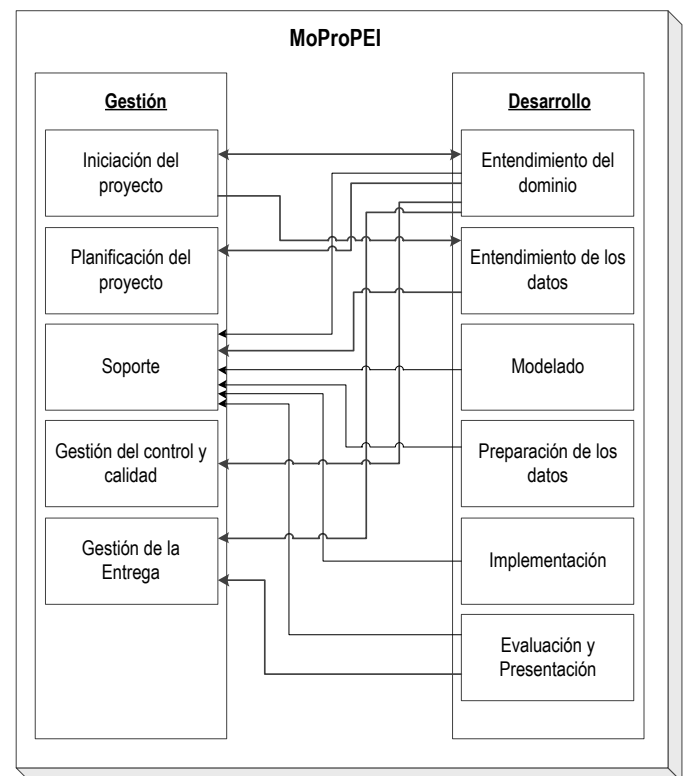 MoProPEI
Gestión
Iniciación del
proyecto
Planificación del
proyecto
Soporte
Gestión del control y
calidad
Gestión de la
Entrega
Desarrollo
Entendimiento del
dominio
Entendimiento de los
datos
Modelado
Preparación de los
datos
Implementación
Evaluación y
Presentación